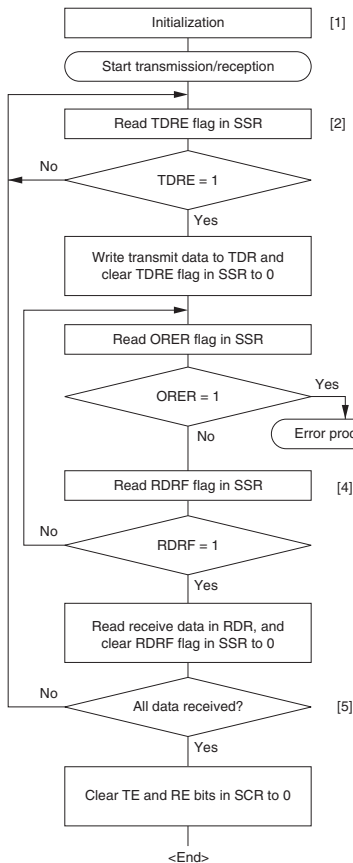 Initialization [1]
Start transmission/reception
Read TDRE flag in SSR [2]
No
TDRE = 1
Yes
Write transmit data to TDR and
clear TDRE flag in SSR to 0
Read ORER flag in SSR
Yes
ORER = 1
Error
No
Read RDRF flag in SSR [4]
No
RDRF = 1
Yes
Read receive data in RDR, and
clear RDRF flag in SSR to 0
No
All data received? [5]
Yes
Clear TE and RE bits in SCR to 0
<End>